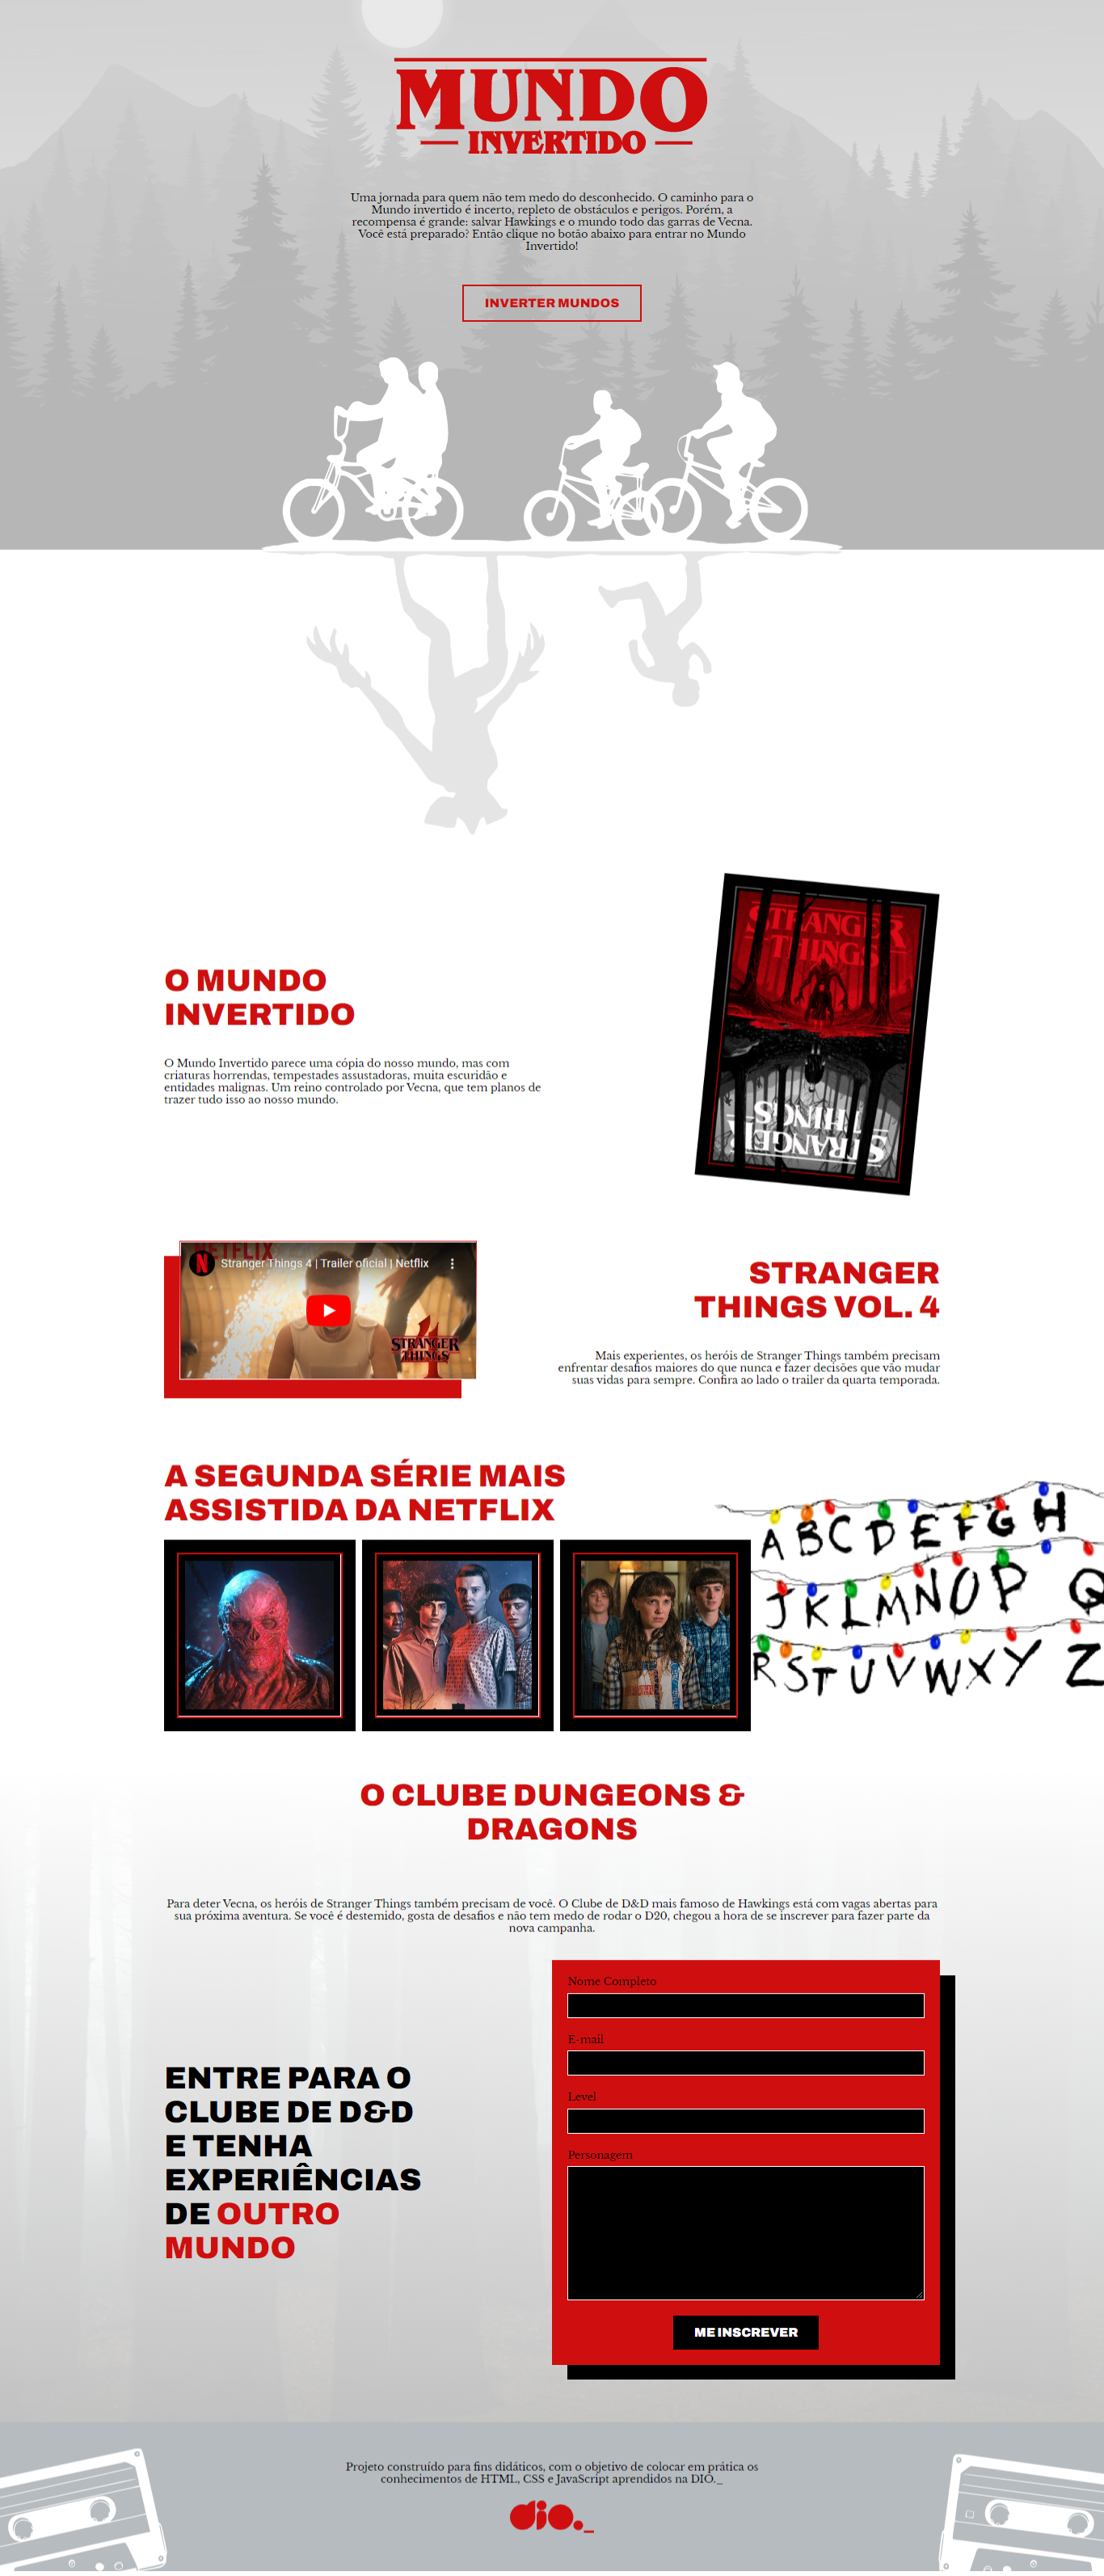 MUNDO
INVERTIDO
Uma jornada para quem não tem medo do desconhecido. O caminho para o
Mundo invertido é incerto, repleto de obstáculos e perigos. Porém, a
recompensa é grande: salvar Hawkings e o mundo todo das garras de Vecna.
Você está preparado? Então clique no botão abaixo para entrar no Mundo
Invertido!
INVERTER MUNDOS
STRANGER
THINGS
O MUNDO
INVERTIDO
O Mundo Invertido parece uma cópia do nosso mundo, mas com
criaturas horrendas, tempestades assustadoras, muita escuridão e
entidades malignas. Um reino controlado por Vecna, que tem planos de
trazer tudo isso ao nosso mundo.
STRANGER
THINGS
NETFLIX
Stranger Things 4 | Trailer oficial | Netflix
STRANGER
THINGS
4
STRANGER
THINGS VOL. 4
Mais experientes, os heróis de Stranger Things também precisam
enfrentar desafios maiores do que nunca e fazer decisões que vão mudar
suas vidas para sempre. Confira ao lado o trailer da quarta temporada.
A SEGUNDA SÉRIE MAIS
ASSISTIDA DA NETFLIX
A B C D E F G H
J K L M N O P Q
R S T U V W X Y Z
O CLUBE DUNGEONS &
DRAGONS
Para deter Vecna, os heróis de Stranger Things também precisam de você. O Clube de D&D mais famoso de Hawkings está com vagas abertas para
sua próxima aventura. Se você é destemido, gosta de desafios e não tem medo de rodar o D20, chegou a hora de se inscrever para fazer parte da
nova campanha.
ENTRE PARA O
CLUBE DE D&D
E TENHA
EXPERIÊNCIAS
DE OUTRO
MUNDO
Nome Completo
E-mail
Level
Personagem
ME INSCREVER
Projeto construído para fins didáticos, com o objetivo de colocar em prática os
conhecimentos de HTML, CSS e JavaScript aprendidos na DIO._
dio._